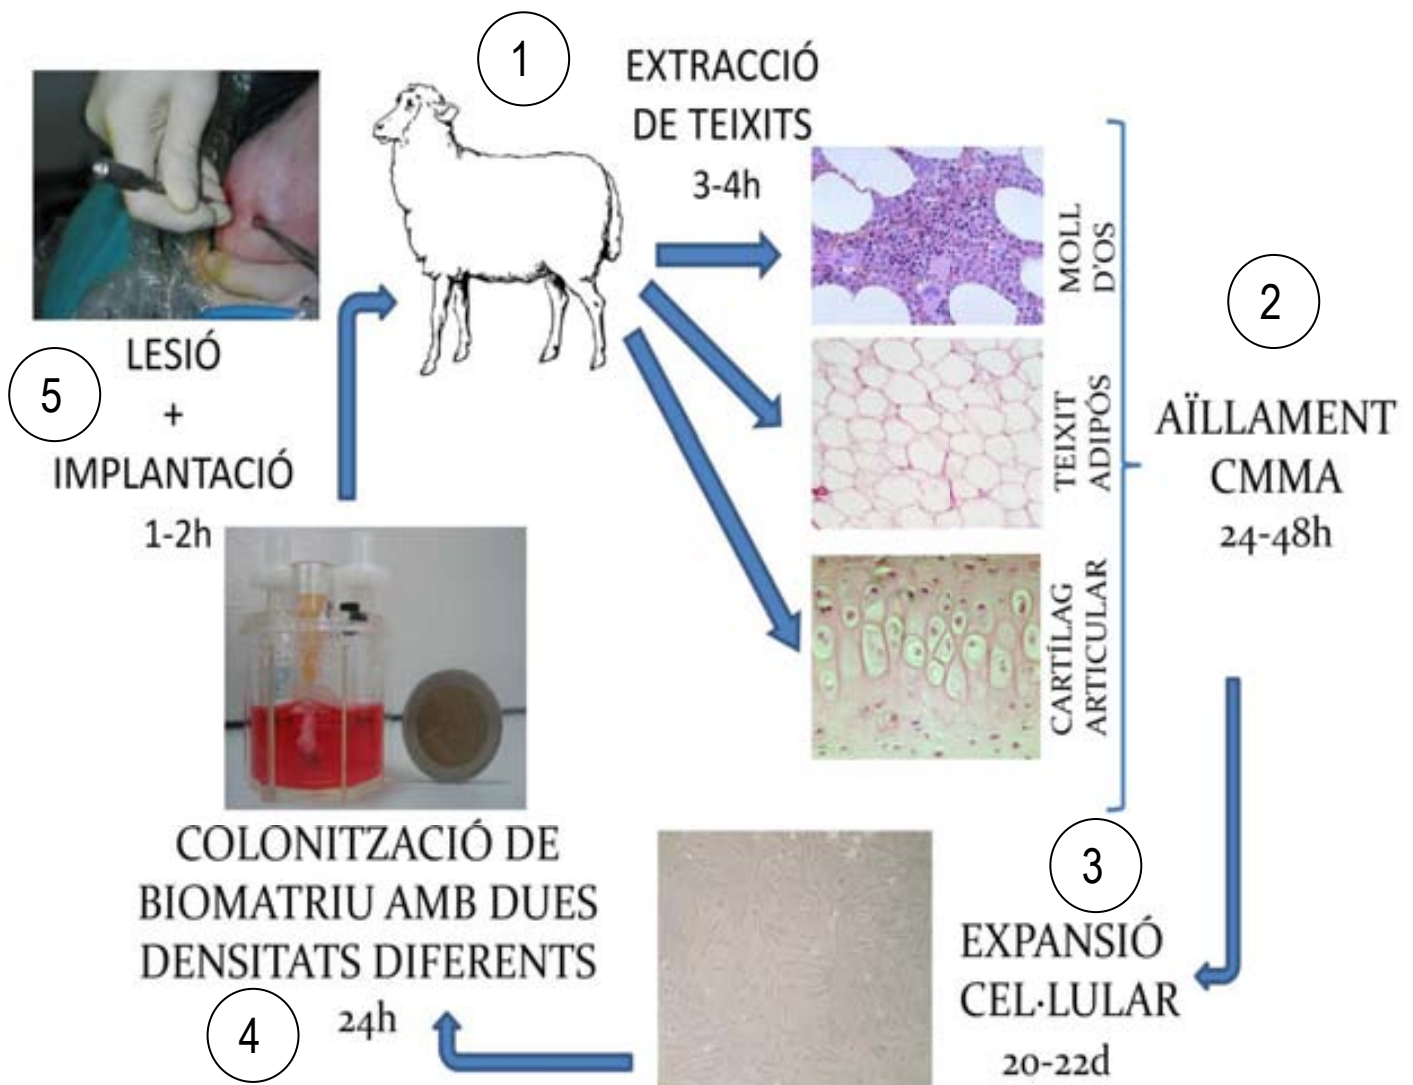 1
EXTRACCIÓ
DE TEIXITS
3-4h
MOLL
D'OS
TEIXIT
ADIPÓS
CARTÍLAG
ARTICULAR
2
AÏLLAMENT
CMMA
24-48h
3
EXPANSIÓ
CEL·LULAR
20-22d
COLONITZACIÓ DE
BIOMATRIU AMB DUES
DENSITATS DIFERENTS
24h
4
5
LESIÓ
+
IMPLANTACIÓ
1-2h